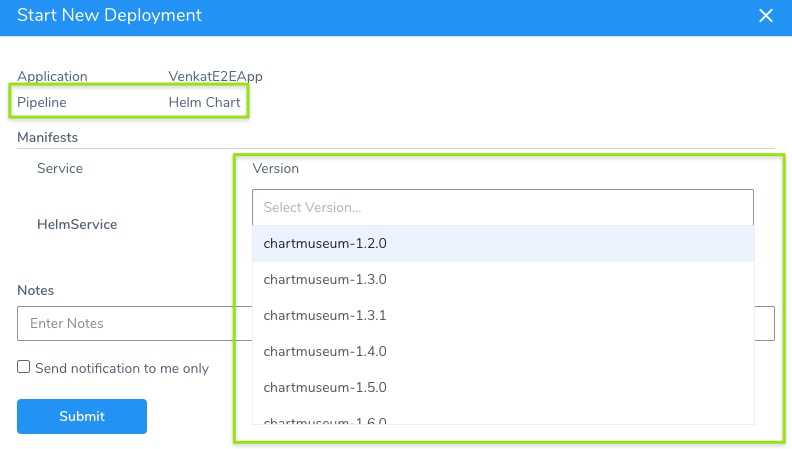 Start New Deployment
Application VenkatE2EApp
Pipeline Helm Chart
Manifests
Service Version
Select Version...
HelmService
chartmuseum-1.2.0
chartmuseum-1.3.0
chartmuseum-1.3.1
chartmuseum-1.4.0
chartmuseum-1.5.0
chartmuseum-1.6.0
Notes
Enter Notes
Send notification to me only
Submit